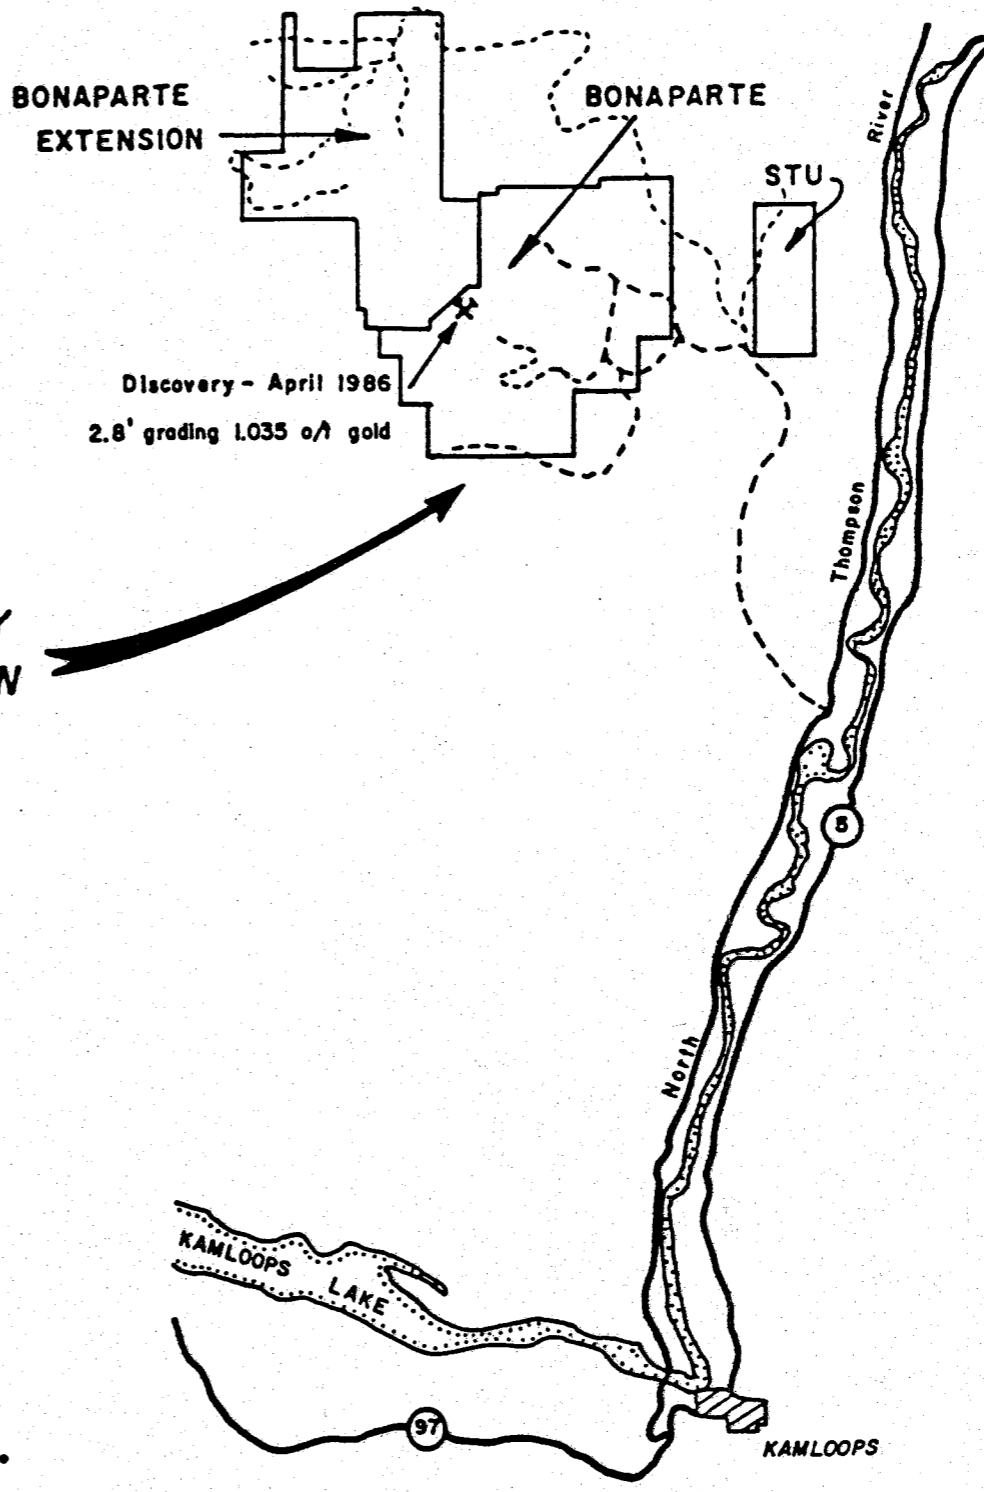 BONAPARTE
EXTENSION
BONAPARTE
STU
River
Discovery - April 1986
2.8' grading 1.035 o/t gold
Thompson
5
North
KAMLOOPS LAKE
97
KAMLOOPS